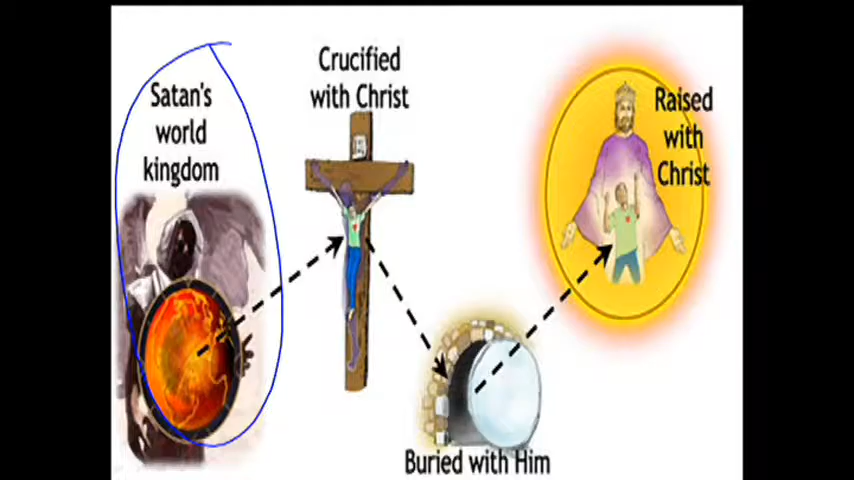 Satan's
world
kingdom
Crucified
with Christ
Buried with Him
Raised
with
Christ